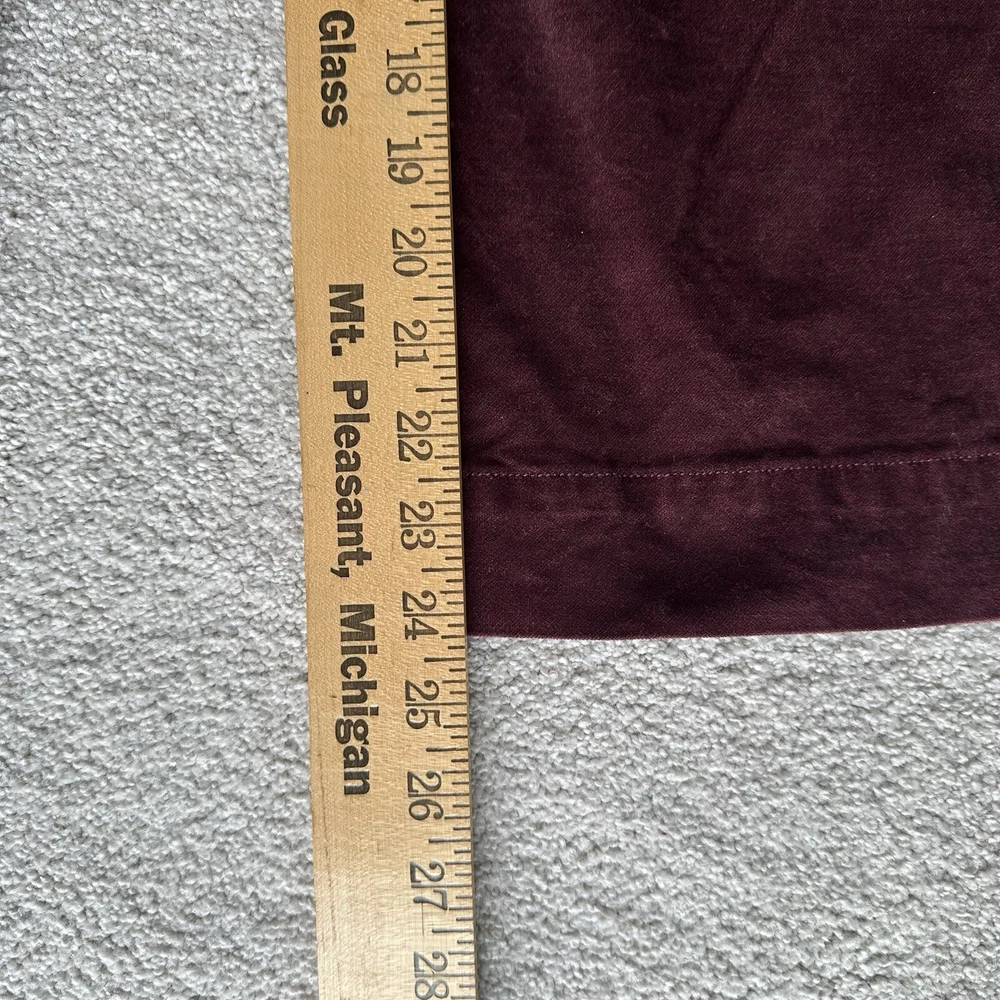 Glass
Mt. Pleasant, Michigan
18 19 20 21 22 23 24 25 26 27 28